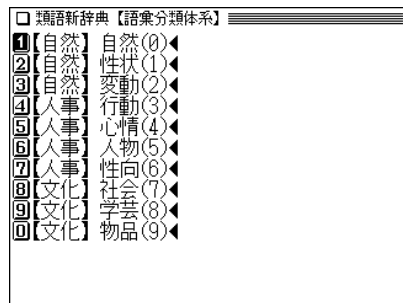 類語新辞典【語彙分類体系】
1【自然】 自然(0)◀
2【自然】 性状(1)◀
3【自然】 変動(2)◀
4【人事】 行動(3)◀
5【人事】 心情(4)◀
6【人事】 人物(5)◀
7【人事】 性向(6)◀
8【文化】 社会(7)◀
9【文化】 学芸(8)◀
0【文化】 物品(9)◀